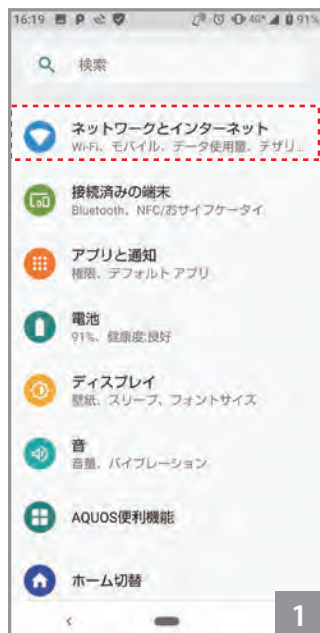 16:19 4G+ 91%
検索
ネットワークとインターネット
Wi-Fi、モバイル、データ使用量、テザリ...
接続済みの端末
Bluetooth、NFC/おサイフケータイ
アプリと通知
権限、デフォルト アプリ
電池
91%、健康度:良好
ディスプレイ
壁紙、スリープ、フォントサイズ
音
音量、バイブレーション
AQUOS便利機能
ホーム切替
1